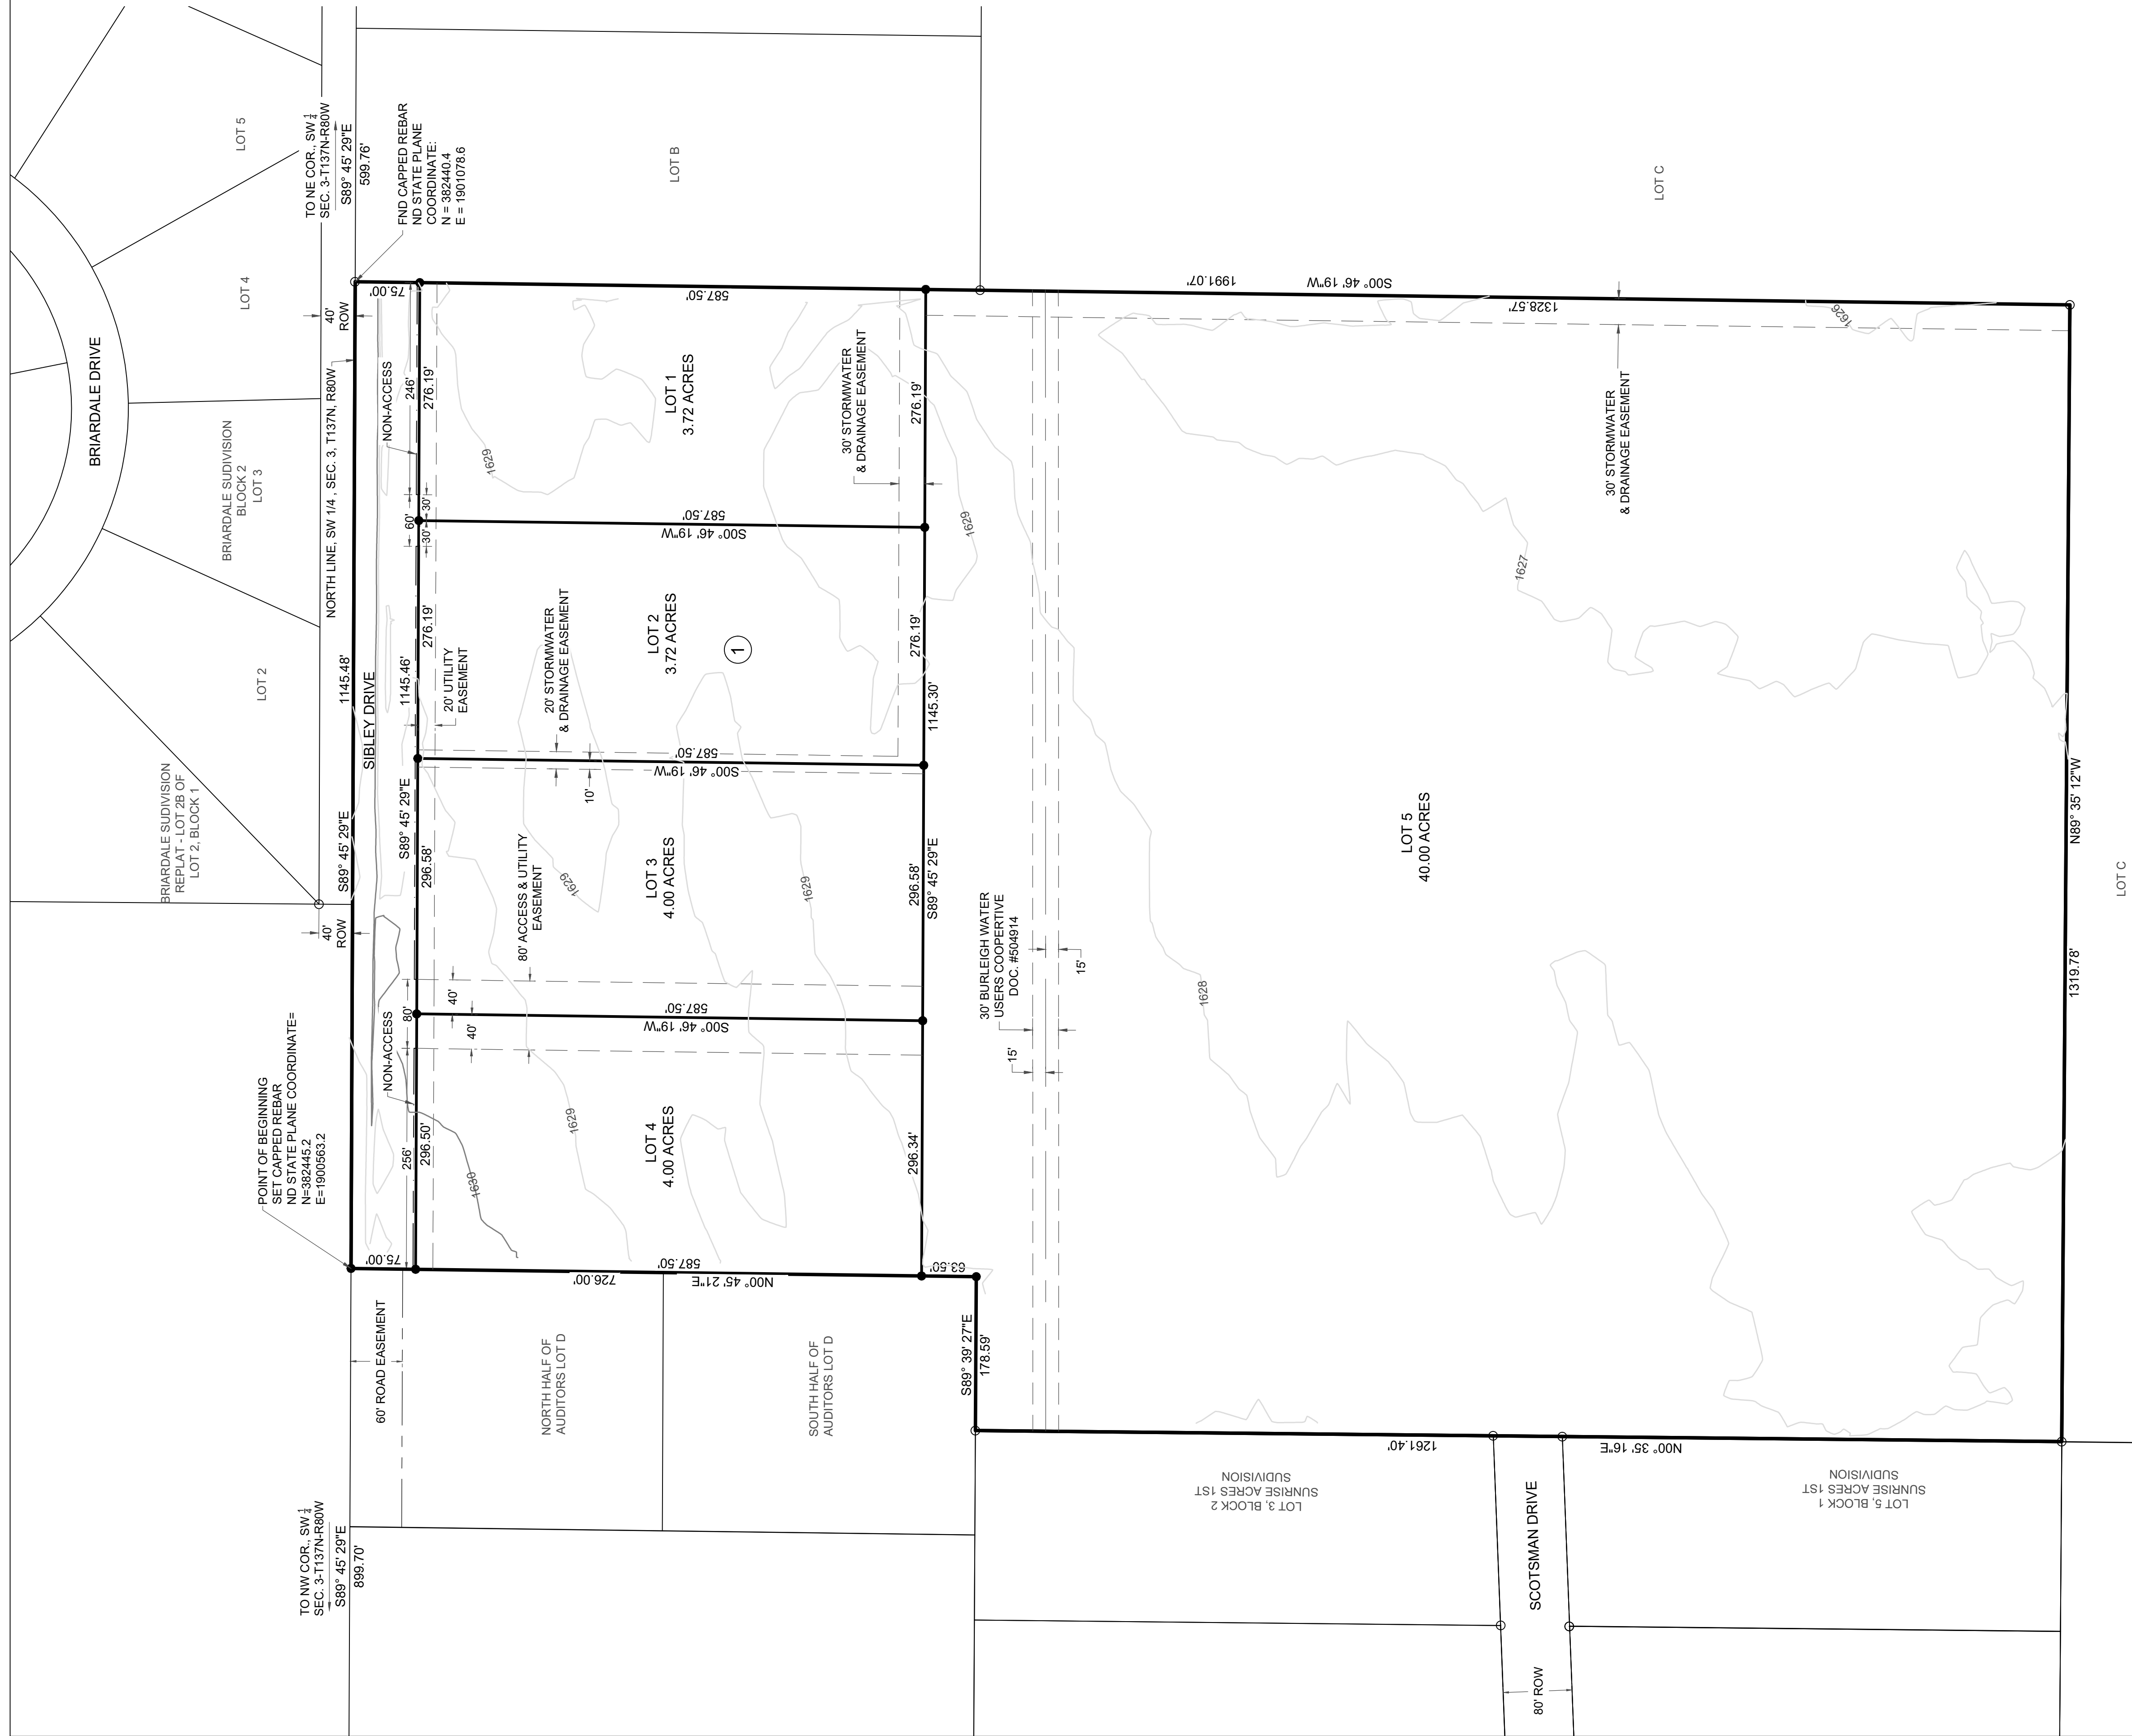 BRIARDALE DRIVE
LOT 5
LOT 4
BRIARDALE SUDIVISION
BLOCK 2
LOT 3
LOT 2
BRIARDALE SUDIVISION
REPLAT - LOT 2B OF
LOT 2, BLOCK 1
TO NE COR., SW 1/4
SEC. 3-T137N-R80W
S89° 45' 29"E
599.76'
FND CAPPED REBAR
ND STATE PLANE
COORDINATE:
N = 382440.4
E = 1901078.6
40'
ROW
NORTH LINE, SW 1/4 , SEC. 3, T137N, R80W
1145.48'
SIBLEY DRIVE
S89° 45' 29"E
40'
ROW
POINT OF BEGINNING
SET CAPPED REBAR
ND STATE PLANE COORDINATE=
N=382445.2
E=1900563.2
TO NW COR., SW 1/4
SEC. 3-T137N-R80W
S89° 45' 29"E
899.70'
60' ROAD EASEMENT
75.00'
NON-ACCESS
246'
276.19'
30'
60'
30'
276.19'
1145.46'
20' UTILITY
EASEMENT
S89° 45' 29"E
296.58'
80'
40'
40'
NON-ACCESS
256'
296.50'
75.00'
LOT B
587.50'
LOT 1
3.72 ACRES
1629
30' STORMWATER
& DRAINAGE EASEMENT
276.19'
587.50'
S00° 46' 19"W
LOT 2
3.72 ACRES
1
20' STORMWATER
& DRAINAGE EASEMENT
10'
276.19'
1145.30'
1629
587.50'
S00° 46' 19"W
LOT 3
4.00 ACRES
80' ACCESS & UTILITY
EASEMENT
1629
1629
296.58'
S89° 45' 29"E
587.50'
S00° 46' 19"W
LOT 4
4.00 ACRES
1629
1630
296.34'
587.50'
726.00'
N00° 45' 21"E
63.50'
NORTH HALF OF
AUDITORS LOT D
SOUTH HALF OF
AUDITORS LOT D
S89° 39' 27"E
178.59'
30' BURLEIGH WATER
USERS COOPERTIVE
DOC. #504914
15'
15'
1991.07'
S00° 46' 19"W
1328.57'
LOT C
1626
30' STORMWATER
& DRAINAGE EASEMENT
1627
LOT 5
40.00 ACRES
1628
N89° 35' 12"W
1319.78'
LOT C
1261.40'
N00° 35' 16"E
LOT 3, BLOCK 2
SUNRISE ACRES 1ST
SUDIVISION
SCOTSMAN DRIVE
80' ROW
LOT 5, BLOCK 1
SUNRISE ACRES 1ST
SUDIVISION